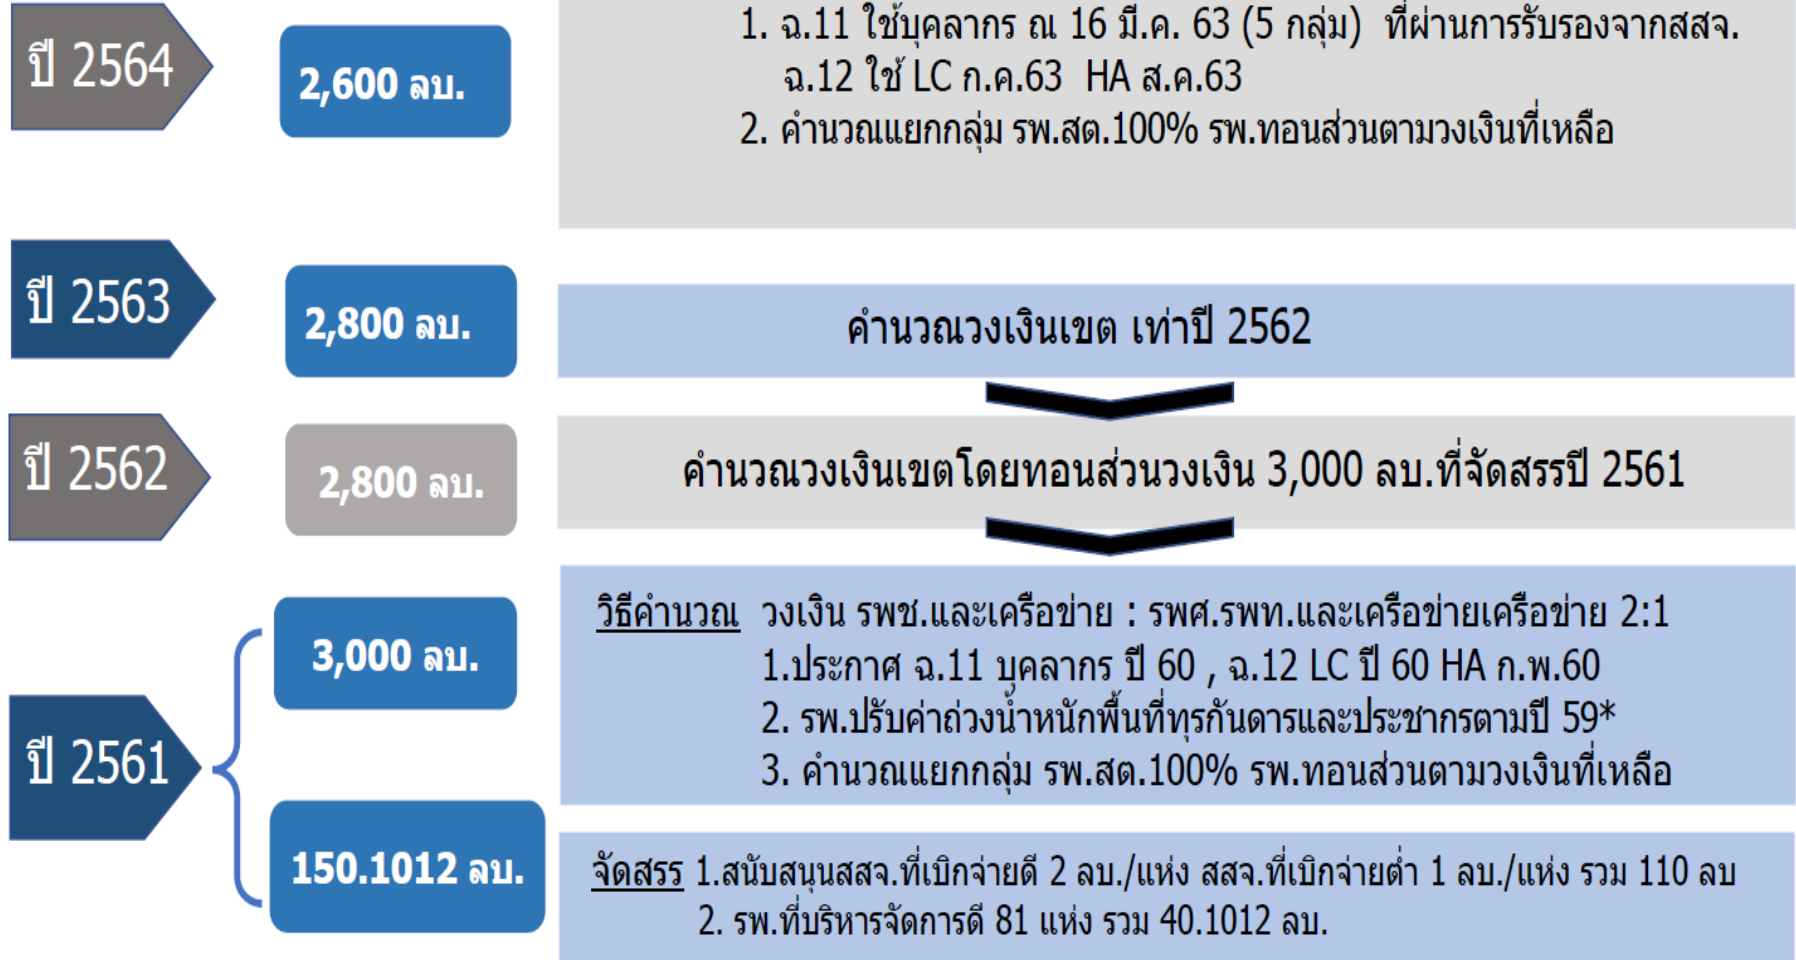 ปี 2564
2,600 ลบ.
1. ฉ.11 ใช้บุคลากร ณ 16 มี.ค. 63 (5 กลุ่ม) ที่ผ่านการรับรองจากสสจ.
ฉ.12 ใช้ LC ก.ค.63 HA ส.ค.63
2. คำนวณแยกกลุ่ม รพ.สต.100% รพ.ทอนส่วนตามวงเงินที่เหลือ
ปี 2563
2,800 ลบ.
คำนวณวงเงินเขต เท่าปี 2562
ปี 2562
2,800 ลบ.
คำนวณวงเงินเขตโดยทอนส่วนวงเงิน 3,000 ลบ.ที่จัดสรรปี 2561
ปี 2561
3,000 ลบ.
วิธีคำนวณ วงเงิน รพช.และเครือข่าย : รพศ.รพท.และเครือข่ายเครือข่าย 2:1
1.ประกาศ ฉ.11 บุคลากร ปี 60 , ฉ.12 LC ปี 60 HA ก.พ.60
2. รพ.ปรับค่าถ่วงน้ำหนักพื้นที่ทุรกันดารและประชากรตามปี 59*
3. คำนวณแยกกลุ่ม รพ.สต.100% รพ.ทอนส่วนตามวงเงินที่เหลือ
150.1012 ลบ.
จัดสรร 1.สนับสนุนสสจ.ที่เบิกจ่ายดี 2 ลบ./แห่ง สสจ.ที่เบิกจ่ายต่ำ 1 ลบ./แห่ง รวม 110 ลบ
2. รพ.ที่บริหารจัดการดี 81 แห่ง รวม 40.1012 ลบ.